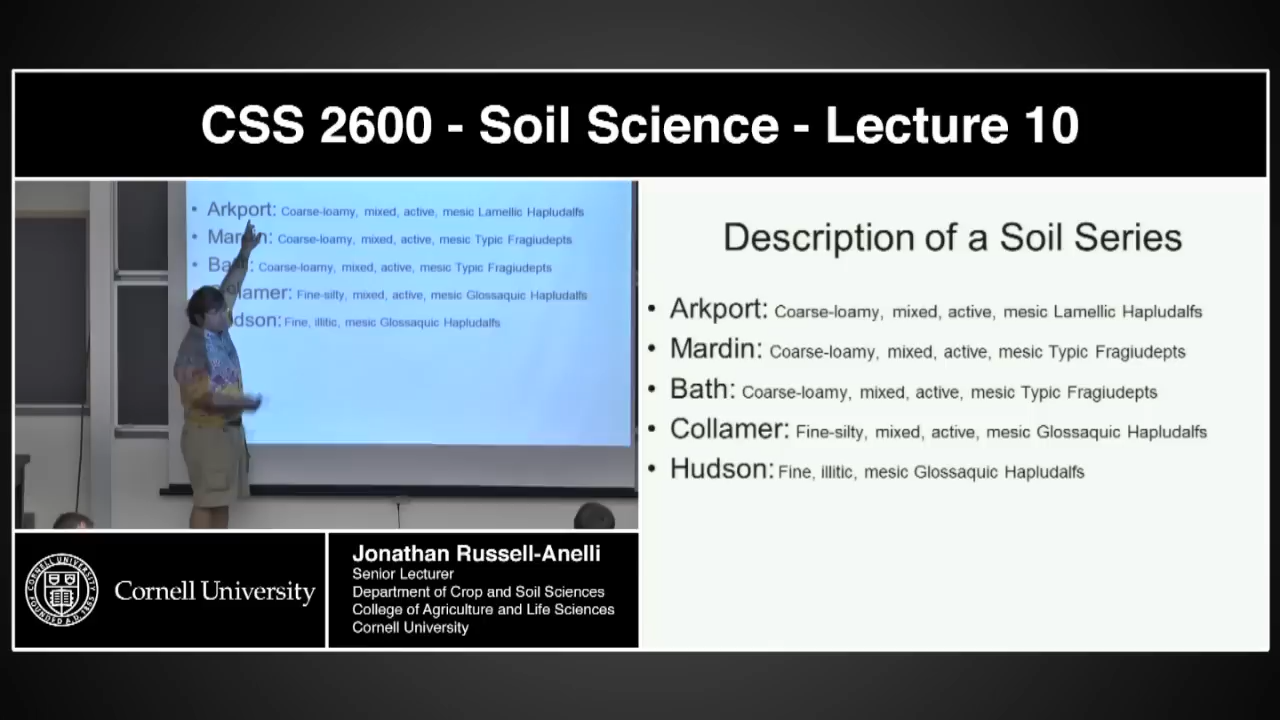 CSS 2600 - Soil Science - Lecture 10
• Arkport: Coarse-loamy, mixed, active, mesic Lamellic Hapludalfs
• Mardin: Coarse-loamy, mixed, active, mesic Typic Fragiudepts
• Bath: Coarse-loamy, mixed, active, mesic Typic Fragiudepts
Collamer: Fine-silty, mixed, active, mesic Glossaquic Hapludalfs
Hudson: Fine, illitic, mesic Glossaquic Hapludalfs
Description of a Soil Series
• Arkport: Coarse-loamy, mixed, active, mesic Lamellic Hapludalfs
• Mardin: Coarse-loamy, mixed, active, mesic Typic Fragiudepts
• Bath: Coarse-loamy, mixed, active, mesic Typic Fragiudepts
• Collamer: Fine-silty, mixed, active, mesic Glossaquic Hapludalfs
• Hudson: Fine, illitic, mesic Glossaquic Hapludalfs
CORNELL UNIVERSITY
FOUNDED A.D. 1865
Cornell University
Jonathan Russell-Anelli
Senior Lecturer
Department of Crop and Soil Sciences
College of Agriculture and Life Sciences
Cornell University